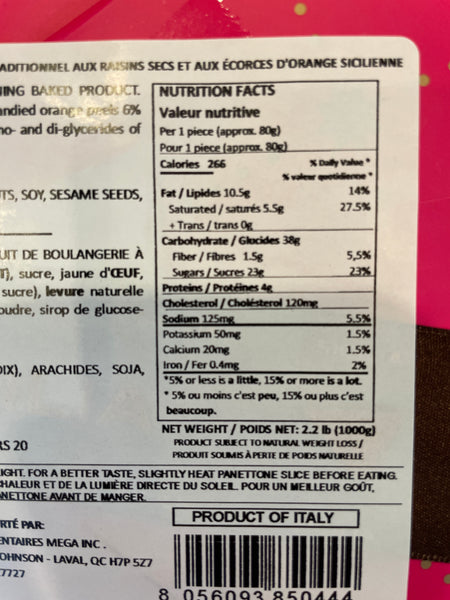 ADITIONNEL AUX RAISINS SECS ET AUX ÉCORCES D'ORANGE SICILIENNE
ING BAKED PRODUCT.
andied orange peels 6%
no- and di-glycerides of
TS, SOY, SESAME SEEDS,
UIT DE BOULANGERIE À
T), sucre, jaune d'ŒUF,
sucre), levure naturelle
oudre, sirop de glucose-
OIX), ARACHIDES, SOJA,
RS 20
NUTRITION FACTS
Valeur nutritive
Per 1 piece (approx. 80g)
Pour 1 piece (approx. 80g)
Calories 266 % Daily Value *
% valeur quotidienne *
Fat / Lipides 10.5g 14%
Saturated / saturés 5.5g 27.5%
+ Trans / trans 0g
Carbohydrate / Glucides 38g
Fiber / Fibres 1.5g 5,5%
Sugars / Sucres 23g 23%
Proteins / Protéines 4g
Cholesterol / Choléstérol 120mg
Sodium 125mg 5.5%
Potassium 50mg 1.5%
Calcium 20mg 1.5%
Iron / Fer 0.4mg 2%
*5% or less is a little, 15% or more is a lot.
* 5% ou moins c'est peu, 15% ou plus c'est
beaucoup.
NET WEIGHT / POIDS NET: 2.2 lb (1000g)
PRODUCT SUBJECT TO NATURAL WEIGHT LOSS /
PRODUIT SOUMIS À PERTE DE POIDS NATURELLE
IGHT. FOR A BETTER TASTE, SLIGHTLY HEAT PANETTONE SLICE BEFORE EATING.
CHALEUR ET DE LA LUMIÈRE DIRECTE DU SOLEIL. POUR UN MEILLEUR GOÛT,
NETTONE AVANT DE MANGER.
RTÉ PAR:
ENTAIRES MEGA INC.
OHNSON - LAVAL, QC H7P 5Z7
7727
PRODUCT OF ITALY
8 056093 850444